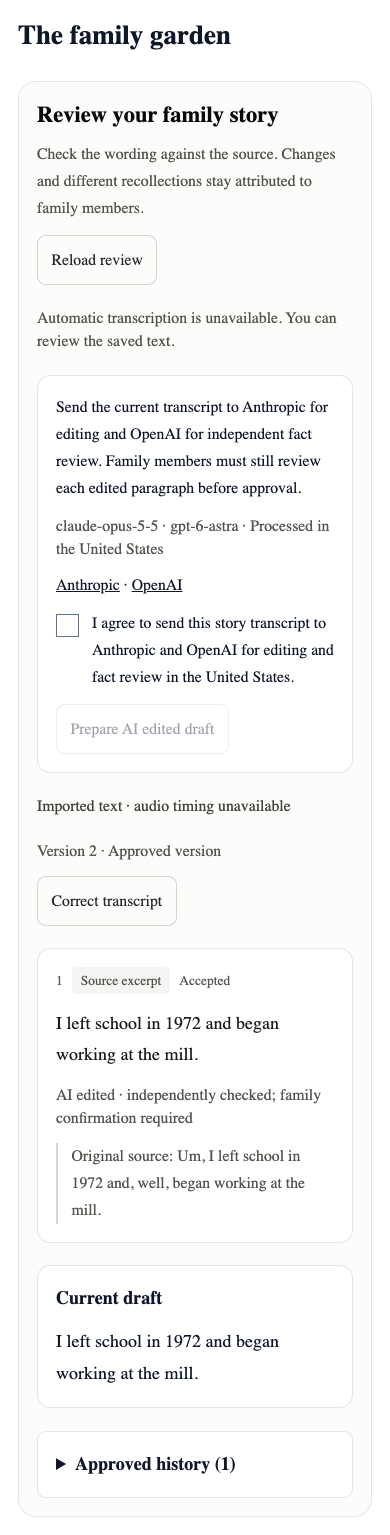 The family garden
Review your family story
Check the wording against the source. Changes
and different recollections stay attributed to
family members.
Reload review
Automatic transcription is unavailable. You can
review the saved text.
Send the current transcript to Anthropic for
editing and OpenAI for independent fact
review. Family members must still review
each edited paragraph before approval.
claude-opus-5-5 · gpt-6-astra · Processed in
the United States
Anthropic · OpenAI
I agree to send this story transcript to
Anthropic and OpenAI for editing and
fact review in the United States.
Prepare AI edited draft
Imported text · audio timing unavailable
Version 2 · Approved version
Correct transcript
1 Source excerpt Accepted
I left school in 1972 and began
working at the mill.
AI edited · independently checked; family
confirmation required
Original source: Um, I left school in
1972 and, well, began working at the
mill.
Current draft
I left school in 1972 and began
working at the mill.
Approved history (1)